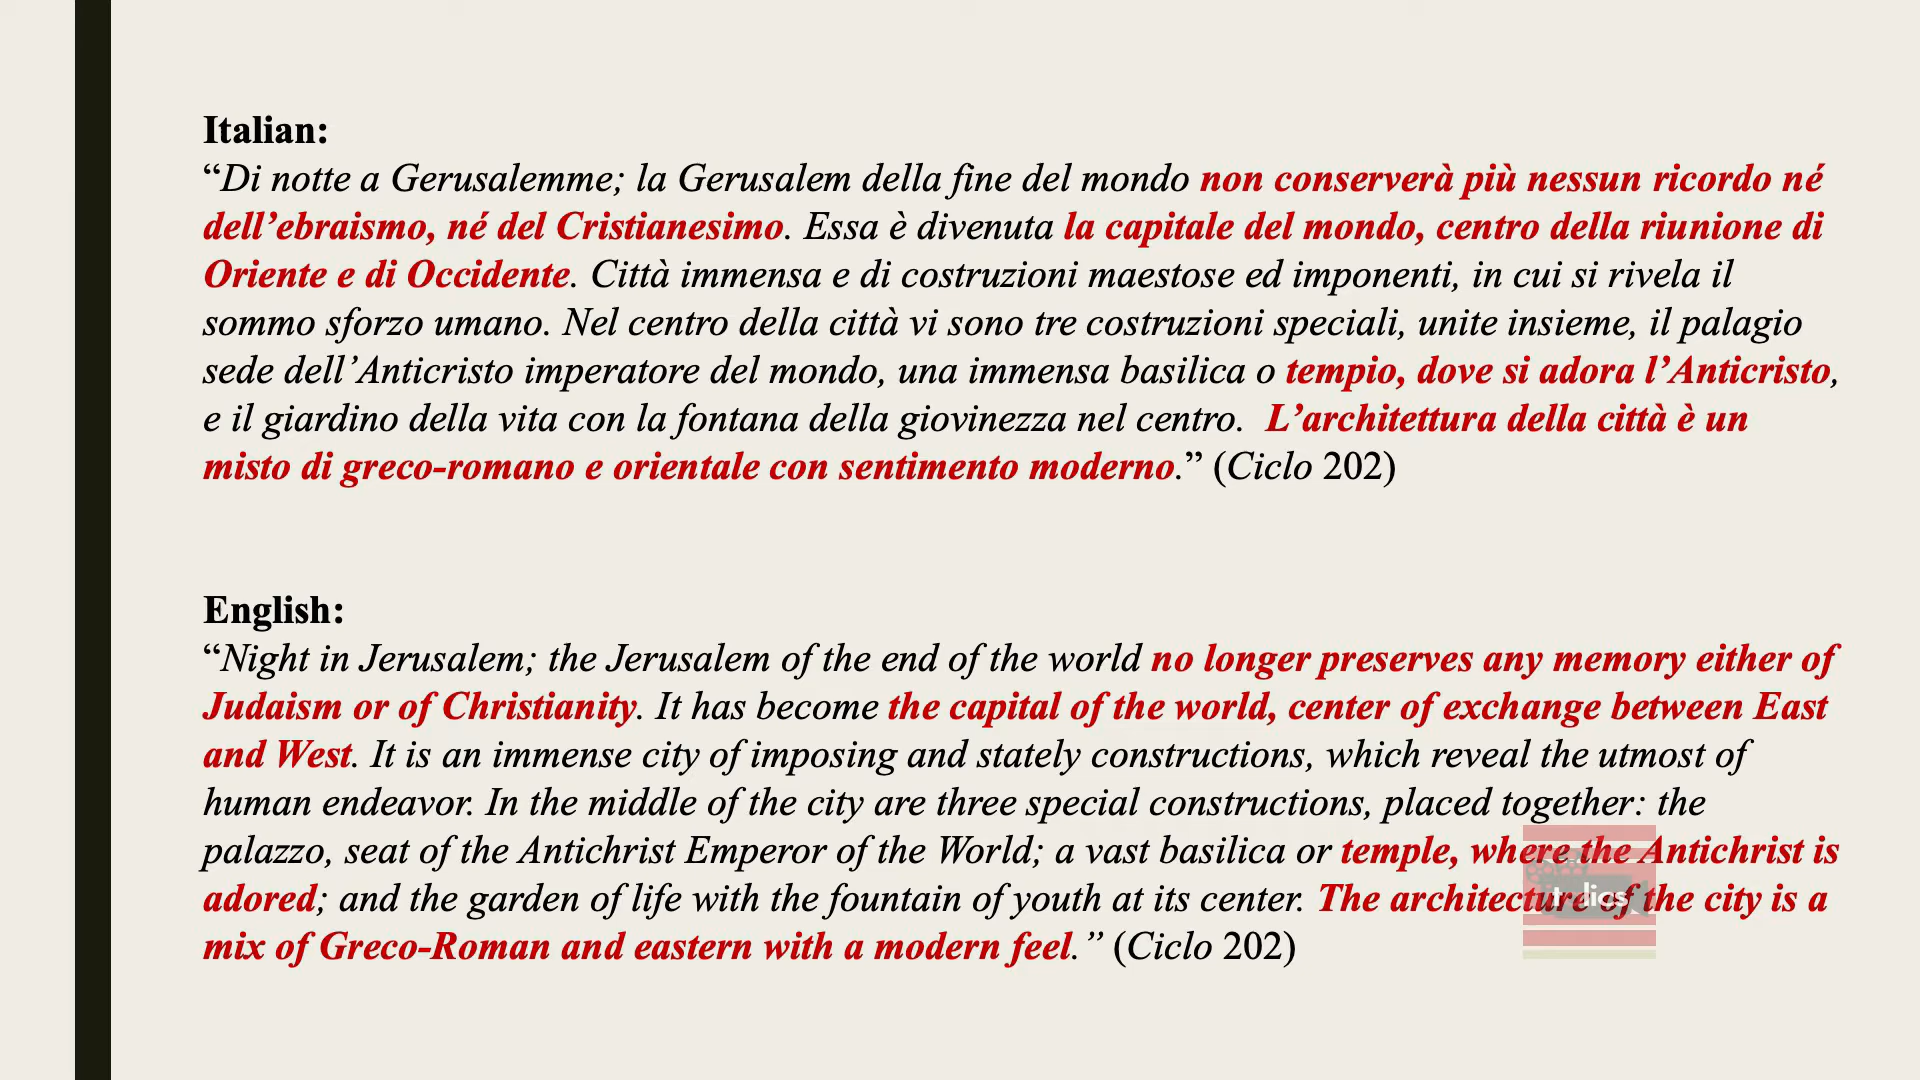 Italian:
“Di notte a Gerusalemme; la Gerusalem della fine del mondo non conserverà più nessun ricordo né
dell’ebraismo, né del Cristianesimo. Essa è divenuta la capitale del mondo, centro della riunione di
Oriente e di Occidente. Città immensa e di costruzioni maestose ed imponenti, in cui si rivela il
sommo sforzo umano. Nel centro della città vi sono tre costruzioni speciali, unite insieme, il palagio
sede dell’Anticristo imperatore del mondo, una immensa basilica o tempio, dove si adora l’Anticristo,
e il giardino della vita con la fontana della giovinezza nel centro. L’architettura della città è un
misto di greco-romano e orientale con sentimento moderno.” (Ciclo 202)
English:
“Night in Jerusalem; the Jerusalem of the end of the world no longer preserves any memory either of
Judaism or of Christianity. It has become the capital of the world, center of exchange between East
and West. It is an immense city of imposing and stately constructions, which reveal the utmost of
human endeavor. In the middle of the city are three special constructions, placed together: the
palazzo, seat of the Antichrist Emperor of the World; a vast basilica or temple, where the Antichrist is
adored; and the garden of life with the fountain of youth at its center. The architecture of the city is a
mix of Greco-Roman and eastern with a modern feel.” (Ciclo 202)